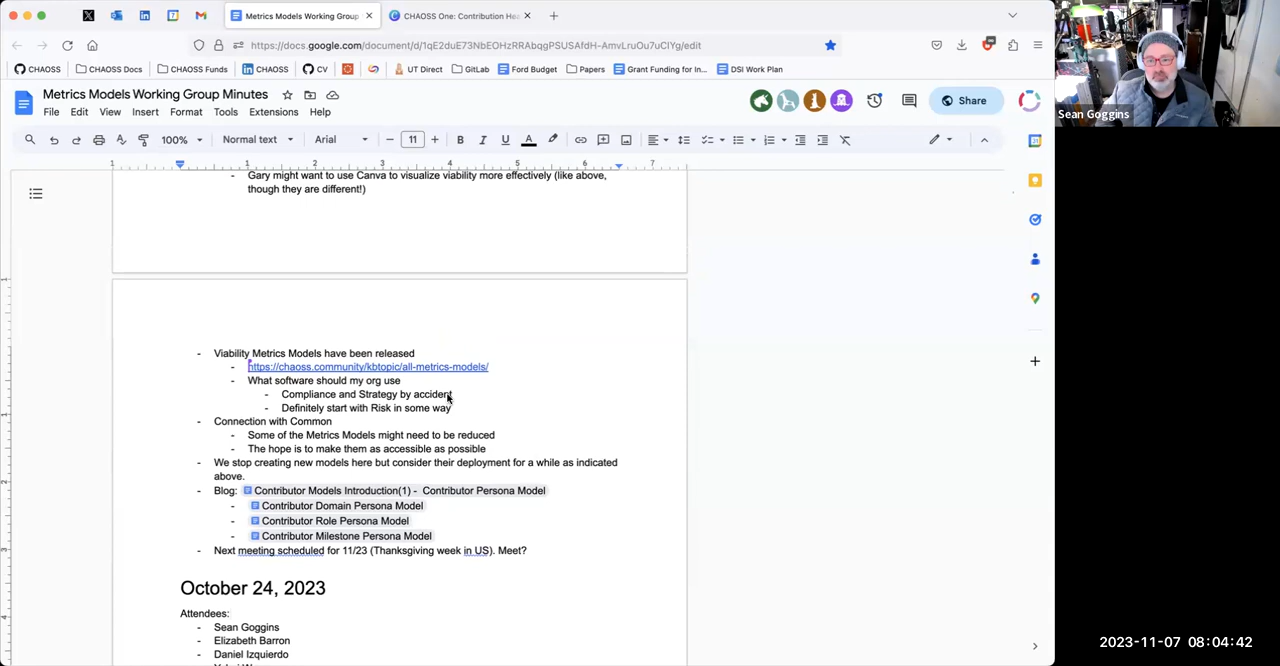 Metrics Models Working Group
CHAOSS One: Contribution Hea
https://docs.google.com/document/d/1qE2duE73NbEOHzRRAbqgPSUSAfdH-AmvLruOu7uClYg/edit
CHAOSS
CHAOSS Docs
CHAOSS Funds
CHAOSS
CV
UT Direct
GitLab
Ford Budget
Papers
Grant Funding for In...
DSI Work Plan
Metrics Models Working Group Minutes
File Edit View Insert Format Tools Extensions Help
Share
100% Normal text Arial 11
1 1 2 3 4 5 6 7
- Gary might want to use Canva to visualize viability more effectively (like above,
though they are different!)
- Viability Metrics Models have been released
- https://chaoss.community/kbtopic/all-metrics-models/
- What software should my org use
- Compliance and Strategy by accident
- Definitely start with Risk in some way
- Connection with Common
- Some of the Metrics Models might need to be reduced
- The hope is to make them as accessible as possible
- We stop creating new models here but consider their deployment for a while as indicated
above.
- Blog: Contributor Models Introduction(1) - Contributor Persona Model
- Contributor Domain Persona Model
- Contributor Role Persona Model
- Contributor Milestone Persona Model
- Next meeting scheduled for 11/23 (Thanksgiving week in US). Meet?
October 24, 2023
Attendees:
- Sean Goggins
- Elizabeth Barron
- Daniel Izquierdo
Sean Goggins
2023-11-07 08:04:42